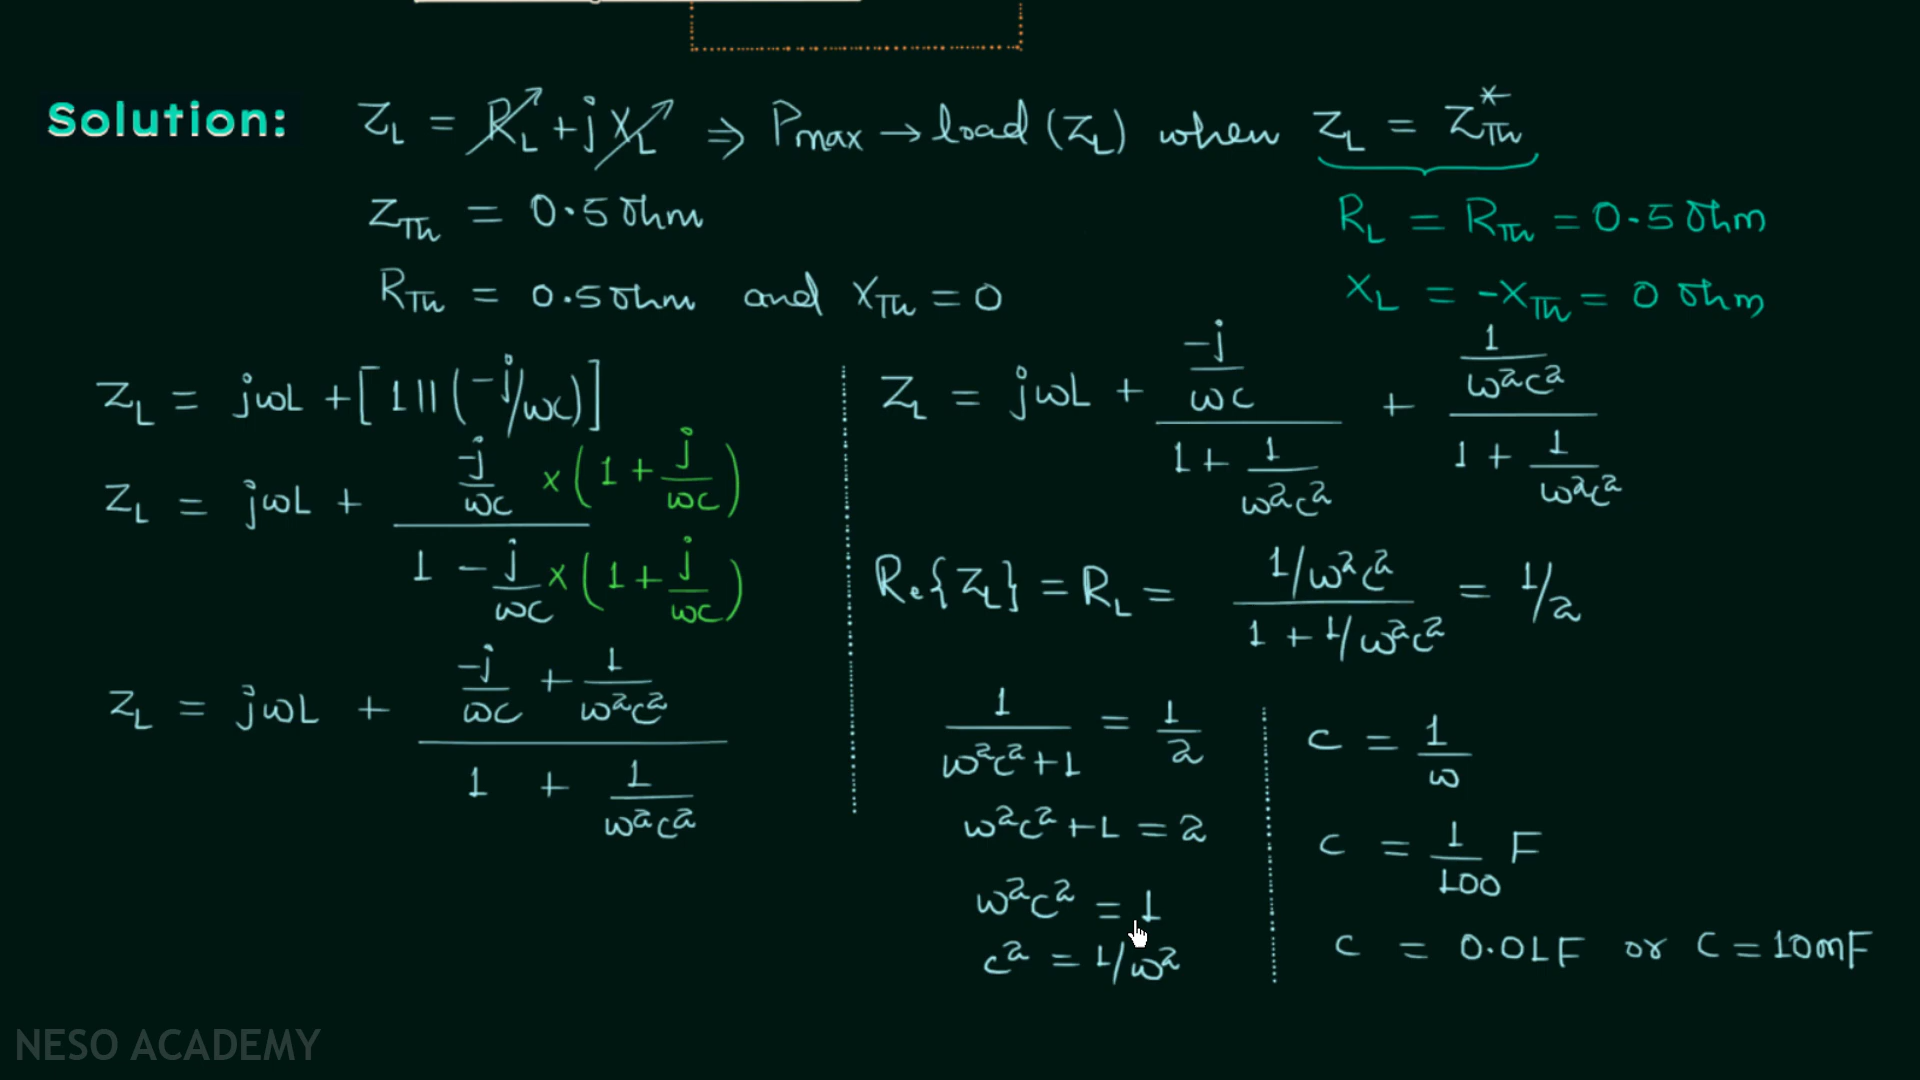 Solution: Z_L = R_L + j X_L ⇒ Pmax → load (Z_L) when Z_L = Z_Th^*
Z_Th = 0.5 ohm
R_L = R_Th = 0.5 ohm
R_Th = 0.5 ohm and X_Th = 0
X_L = -X_Th = 0 ohm
Z_L = jωL + [1 || (-j/ωC)]
Z_L = jωL + (-j/ωC × (1 + j/ωC)) / (1 - j/ωC × (1 + j/ωC))
Z_L = jωL + (-j/ωC + 1/ω²C²) / (1 + 1/ω²C²)
Z_L = jωL + (-j/ωC) / (1 + 1/ω²C²) + (1/ω²C²) / (1 + 1/ω²C²)
Re{Z_L} = R_L = (1/ω²C²) / (1 + 1/ω²C²) = 1/2
1/(ω²C²+1) = 1/2
ω²C²+1 = 2
ω²C² = 1
C² = 1/ω²
C = 1/ω
C = 1/100 F
C = 0.01F or C = 10mF
NESO ACADEMY